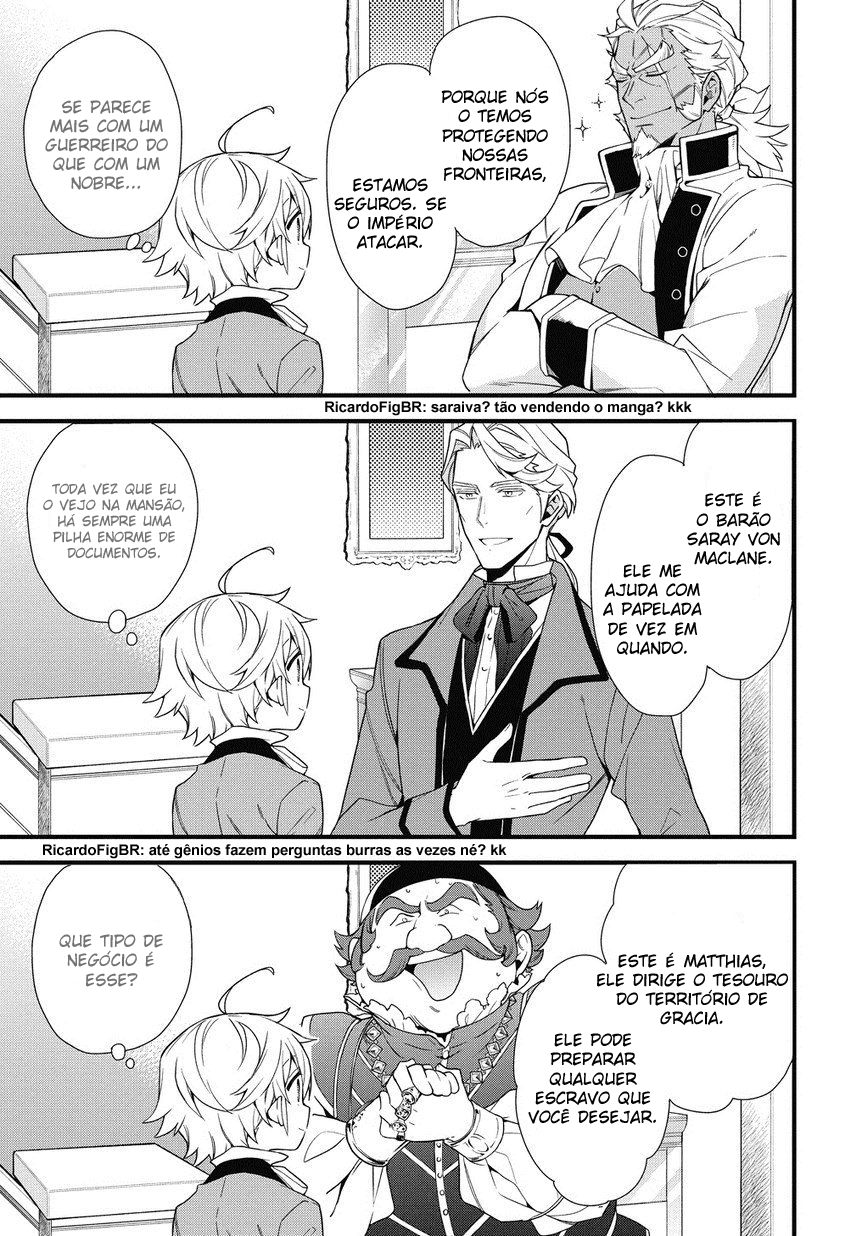 PORQUE NÓS
O TEMOS
PROTEGENDO
NOSSAS
FRONTEIRAS,
ESTAMOS
SEGUROS. SE
O IMPÉRIO
ATACAR.
SE PARECE
MAIS COM UM
GUERREIRO DO
QUE COM UM
NOBRE...
RicardoFigBR: saraiva? tão vendendo o manga? kkk
ESTE É
O BARÃO
SARAY VON
MACLANE.
ELE ME
AJUDA COM
A PAPELADA
DE VEZ EM
QUANDO.
TODA VEZ QUE EU
O VEJO NA MANSÃO,
HÁ SEMPRE UMA
PILHA ENORME DE
DOCUMENTOS.
RicardoFigBR: até gênios fazem perguntas burras as vezes né? kk
ESTE É MATTHIAS,
ELE DIRIGE O TESOURO
DO TERRITÓRIO DE
GRACIA.
ELE PODE
PREPARAR
QUALQUER
ESCRAVO QUE
VOCÊ DESEJAR.
QUE TIPO DE
NEGÓCIO É
ESSE?